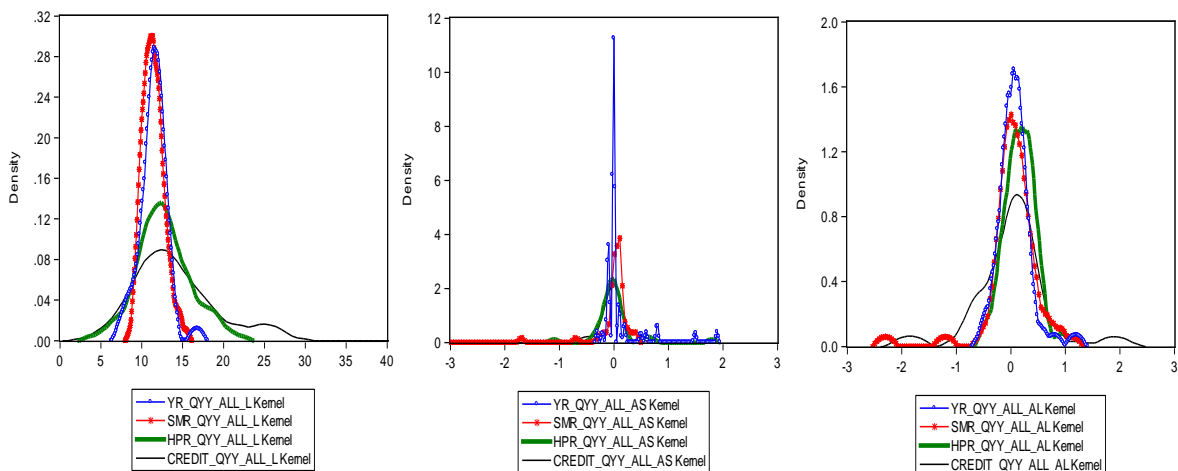 .32
.28
.24
.20
.16
.12
.08
.04
.00
Density
0 5 10 15 20 25 30 35 40
YR_QYY_ALL_L Kernel
SMR_QYY_ALL_L Kernel
HPR_QYY_ALL_L Kernel
CREDIT_QYY_ALL_L Kernel
12
10
8
6
4
2
0
Density
-3 -2 -1 0 1 2 3
YR_QYY_ALL_AS Kernel
SMR_QYY_ALL_AS Kernel
HPR_QYY_ALL_AS Kernel
CREDIT_QYY_ALL_AS Kernel
2.0
1.6
1.2
0.8
0.4
0.0
Density
-3 -2 -1 0 1 2 3
YR_QYY_ALL_AL Kernel
SMR_QYY_ALL_AL Kernel
HPR_QYY_ALL_AL Kernel
CREDIT_QYY_ALL_AL Kernel